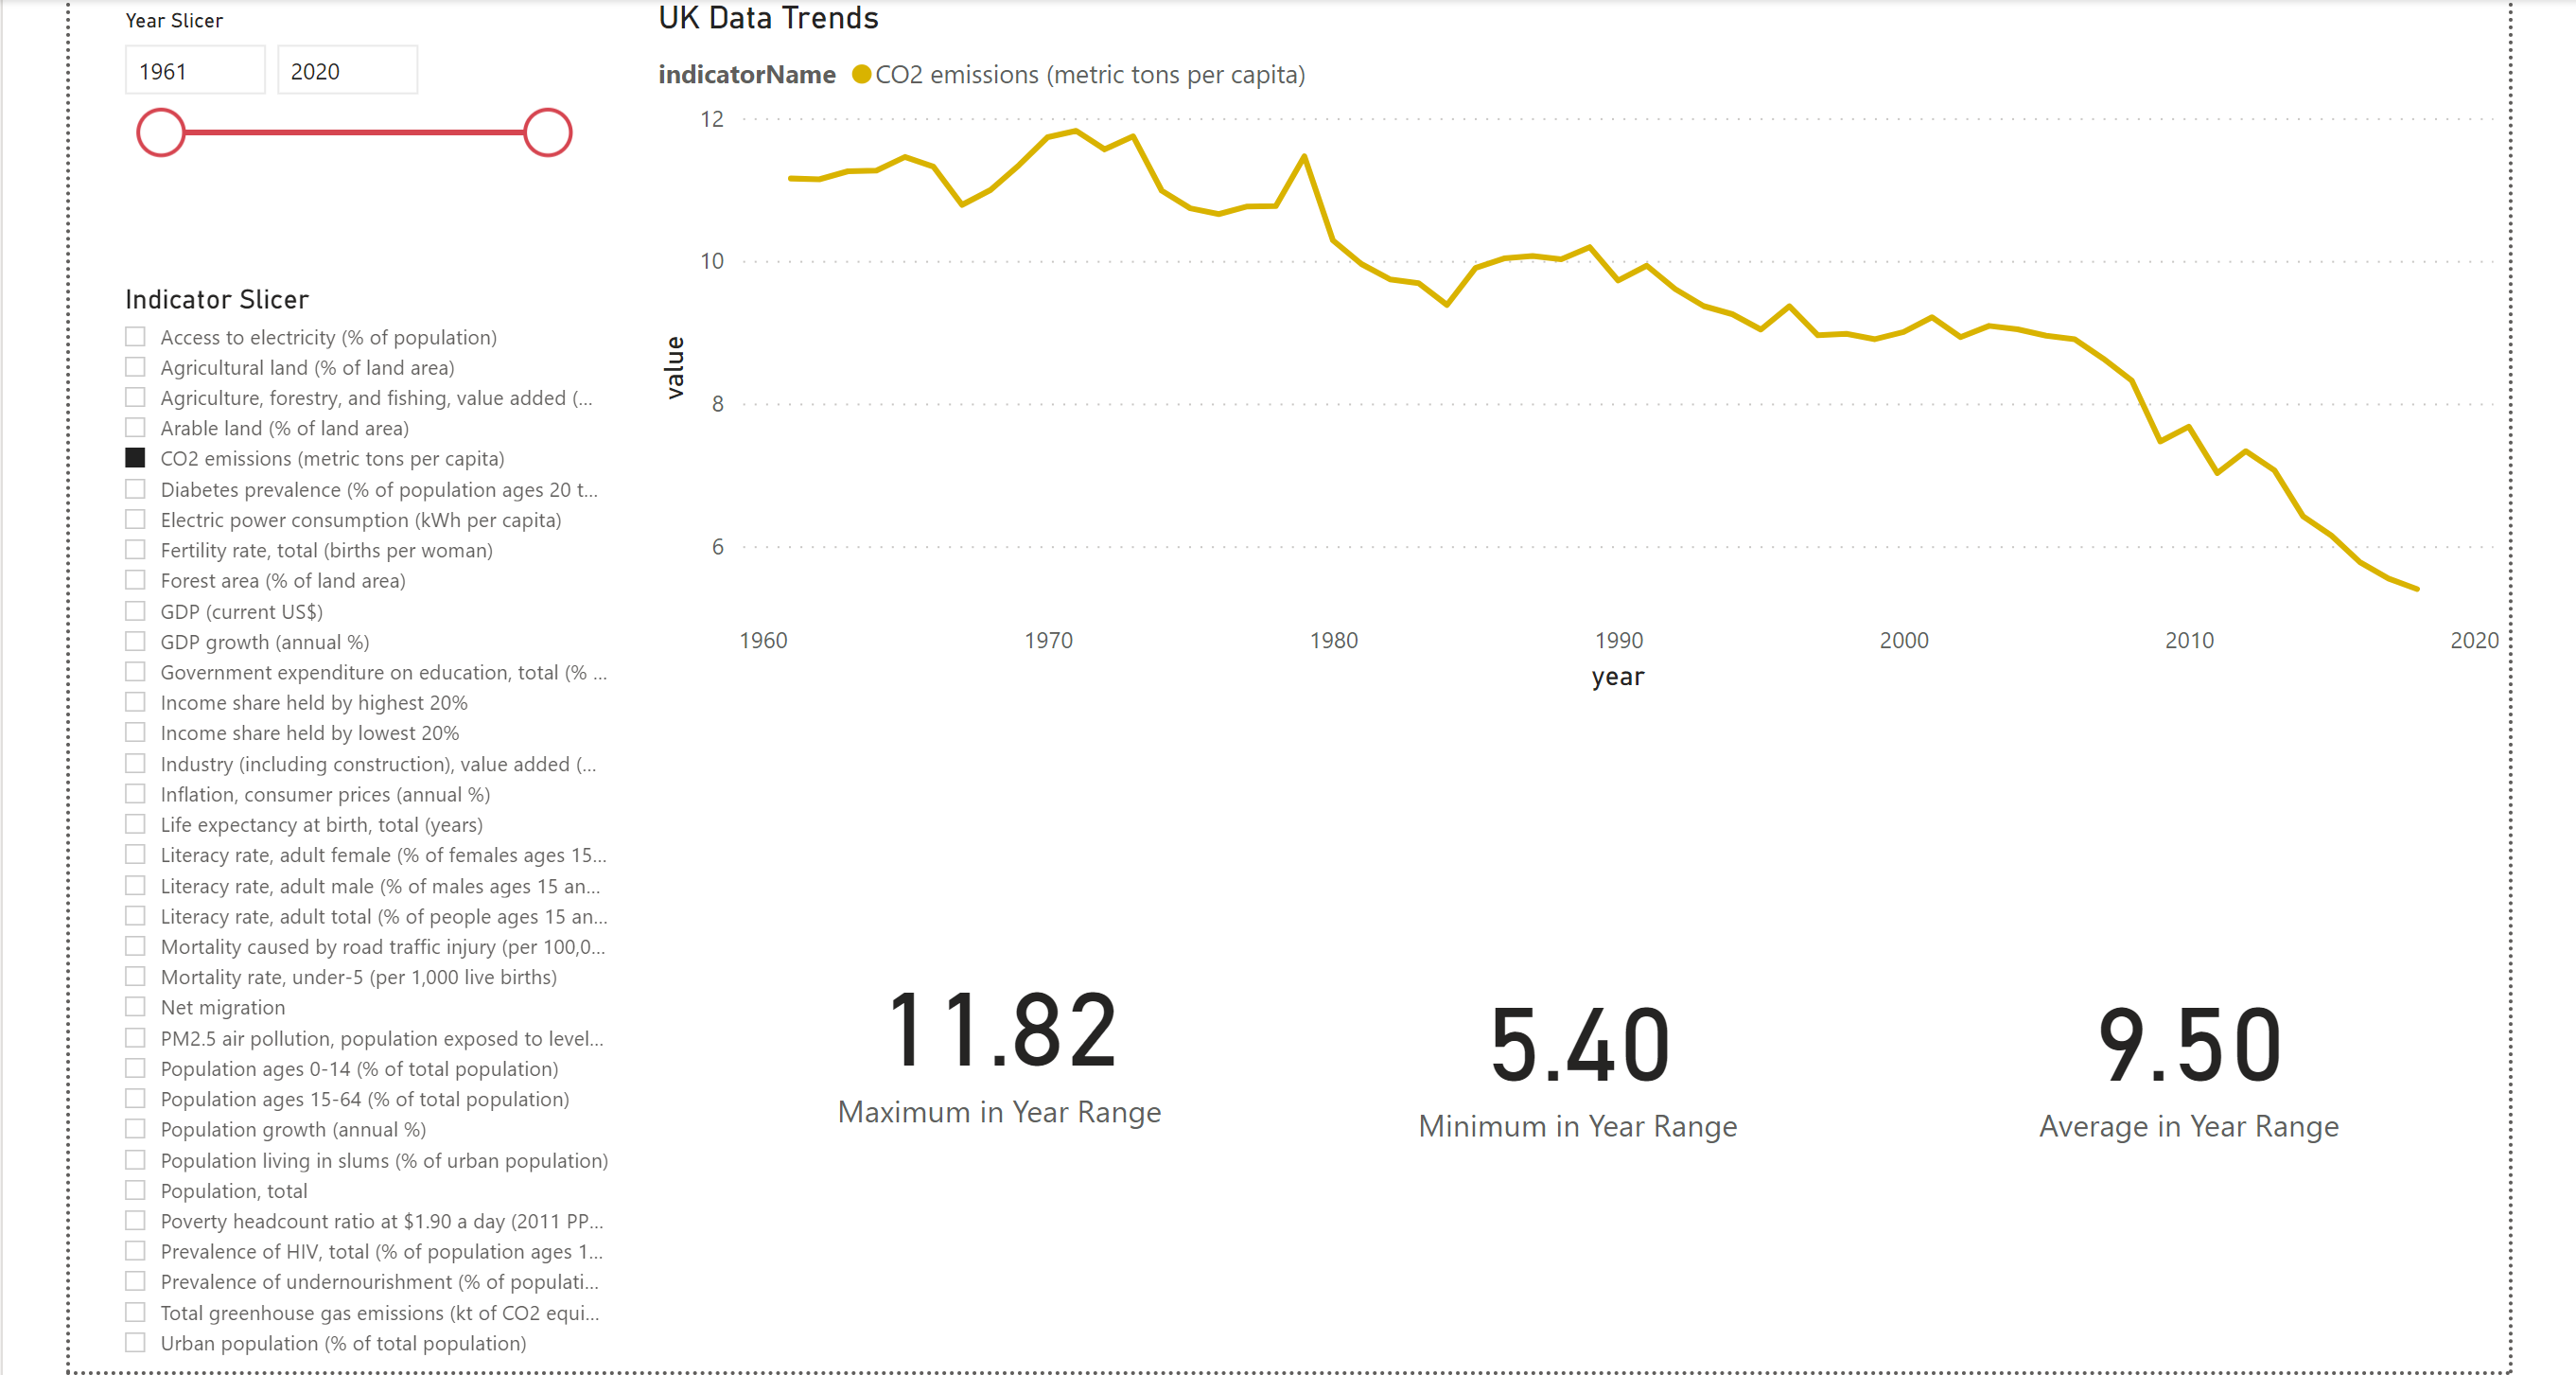 Year Slicer
1961 2020
Indicator Slicer
Access to electricity (% of population)
Agricultural land (% of land area)
Agriculture, forestry, and fishing, value added (...
Arable land (% of land area)
CO2 emissions (metric tons per capita)
Diabetes prevalence (% of population ages 20 t...
Electric power consumption (kWh per capita)
Fertility rate, total (births per woman)
Forest area (% of land area)
GDP (current US$)
GDP growth (annual %)
Government expenditure on education, total (% ...
Income share held by highest 20%
Income share held by lowest 20%
Industry (including construction), value added (...
Inflation, consumer prices (annual %)
Life expectancy at birth, total (years)
Literacy rate, adult female (% of females ages 15...
Literacy rate, adult male (% of males ages 15 an...
Literacy rate, adult total (% of people ages 15 an...
Mortality caused by road traffic injury (per 100,0...
Mortality rate, under-5 (per 1,000 live births)
Net migration
PM2.5 air pollution, population exposed to level...
Population ages 0-14 (% of total population)
Population ages 15-64 (% of total population)
Population growth (annual %)
Population living in slums (% of urban population)
Population, total
Poverty headcount ratio at $1.90 a day (2011 PP...
Prevalence of HIV, total (% of population ages 1...
Prevalence of undernourishment (% of populati...
Total greenhouse gas emissions (kt of CO2 equi...
Urban population (% of total population)
UK Data Trends
indicatorName CO2 emissions (metric tons per capita)
12
10
8
6
value
1960 1970 1980 1990 2000 2010 2020
year
11.82
Maximum in Year Range
5.40
Minimum in Year Range
9.50
Average in Year Range